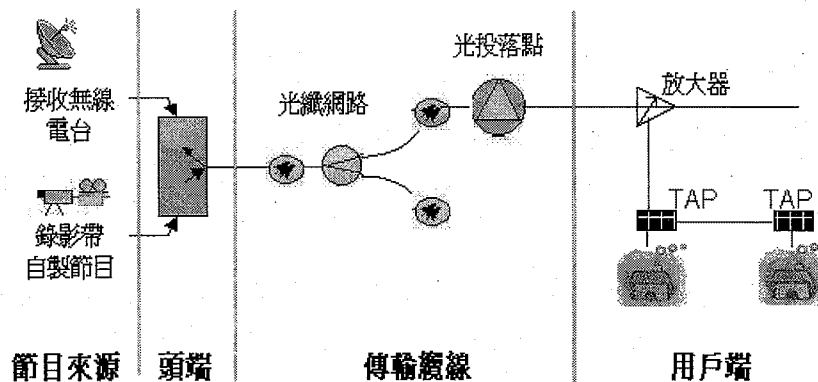 接收無線
電台
錄影帶
自製節目
光纖網路
光投落點
放大器
TAP
TAP
節目來源
頭端
傳輸纜線
用戶端